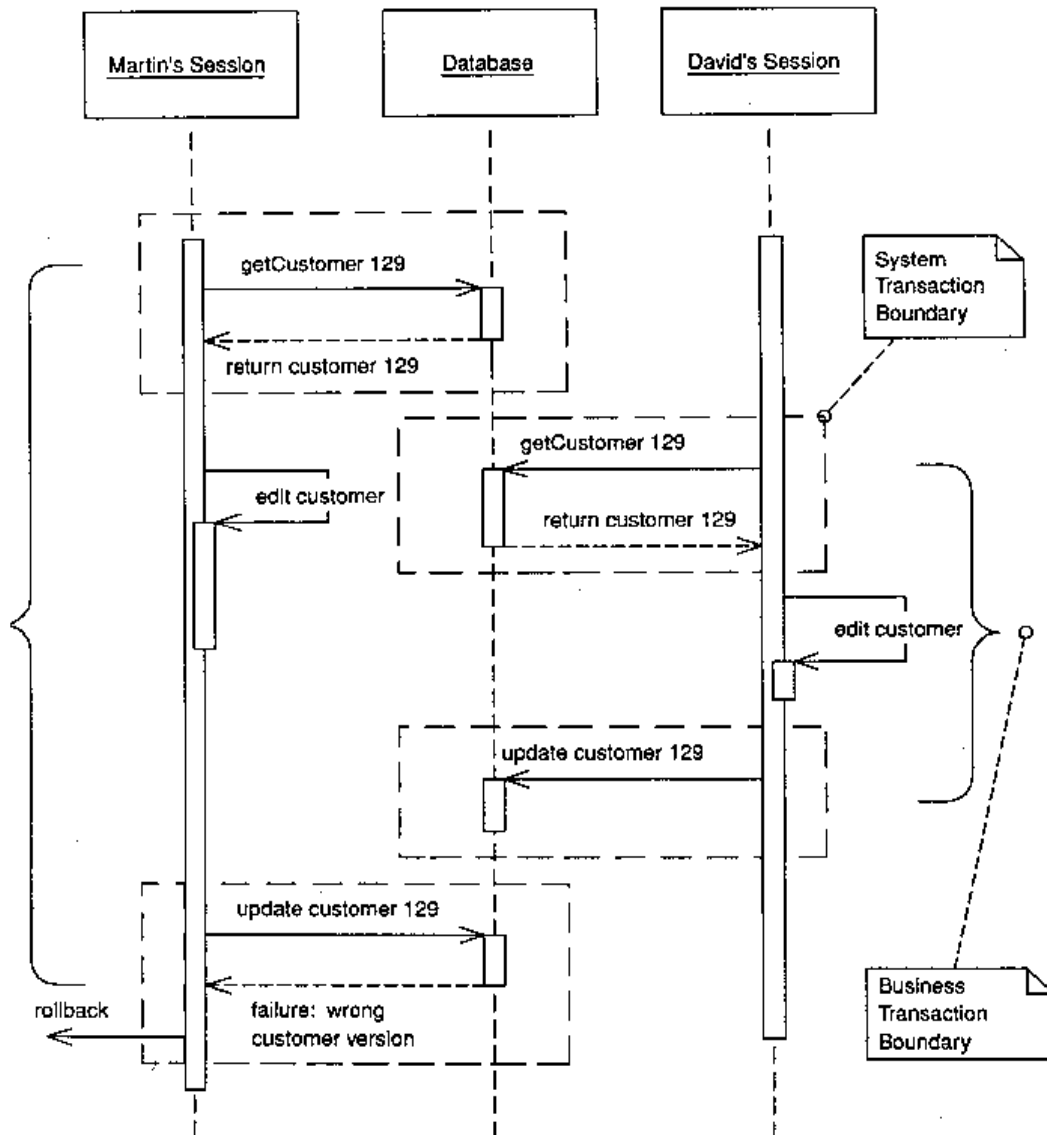 Martin's Session
Database
David's Session
getCustomer 129
System
Transaction
Boundary
return customer 129
getCustomer 129
edit customer
return customer 129
edit customer
update customer 129
update customer 129
rollback
failure: wrong
customer version
Business
Transaction
Boundary